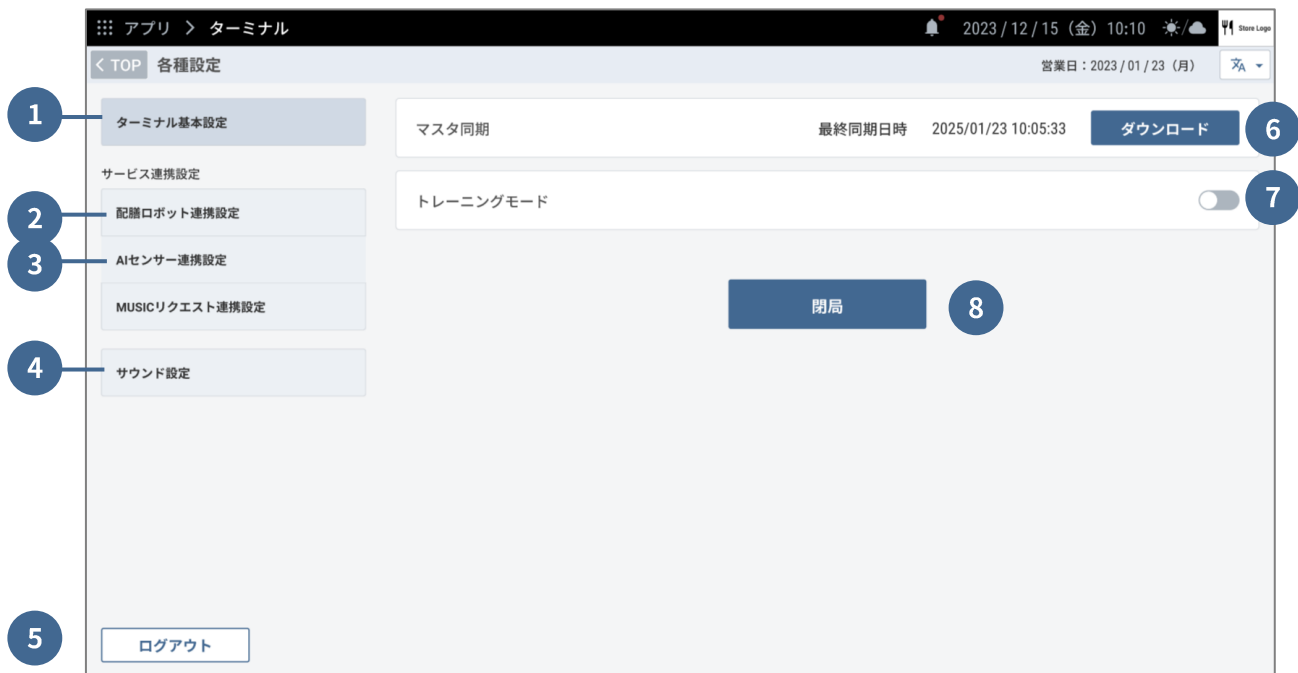 アプリ > ターミナル
2023 / 12 / 15（金）10:10
Store Logo
< TOP 各種設定
営業日：2023 / 01 / 23（月）
文A
1
ターミナル基本設定
マスタ同期 最終同期日時 2025/01/23 10:05:33 ダウンロード
6
サービス連携設定
2
配膳ロボット連携設定
トレーニングモード
7
3
AIセンサー連携設定
MUSICリクエスト連携設定
閉局
8
4
サウンド設定
5
ログアウト